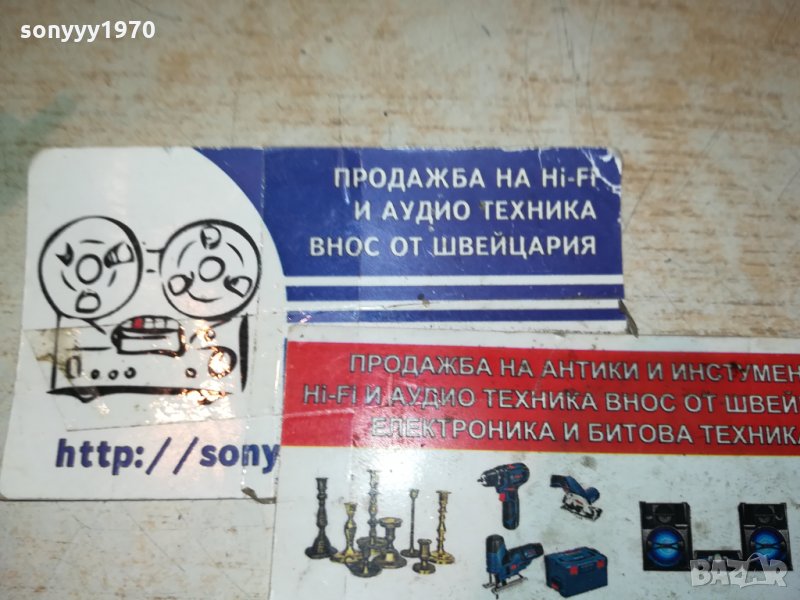 sonyyy1970
ПРОДАЖБА НА Hi-Fi
И АУДИО ТЕХНИКА
ВНОС ОТ ШВЕЙЦАРИЯ
http://sony
ПРОДАЖБА НА АНТИКИ И ИНСТУМЕН
Hi-Fi И АУДИО ТЕХНИКА ВНОС ОТ ШВЕЙ
ЕЛЕКТРОНИКА И БИТОВА ТЕХНИКА
BAZAR